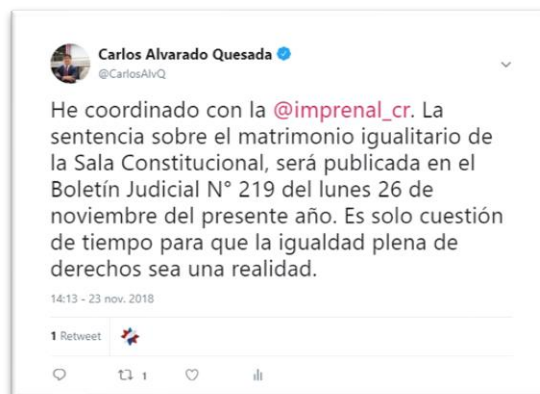 Carlos Alvarado Quesada
@CarlosAlvQ
He coordinado con la @imprenal_cr. La
sentencia sobre el matrimonio igualitario de
la Sala Constitucional, será publicada en el
Boletín Judicial N° 219 del lunes 26 de
noviembre del presente año. Es solo cuestión
de tiempo para que la igualdad plena de
derechos sea una realidad.
14:13 - 23 nov. 2018
1 Retweet
1